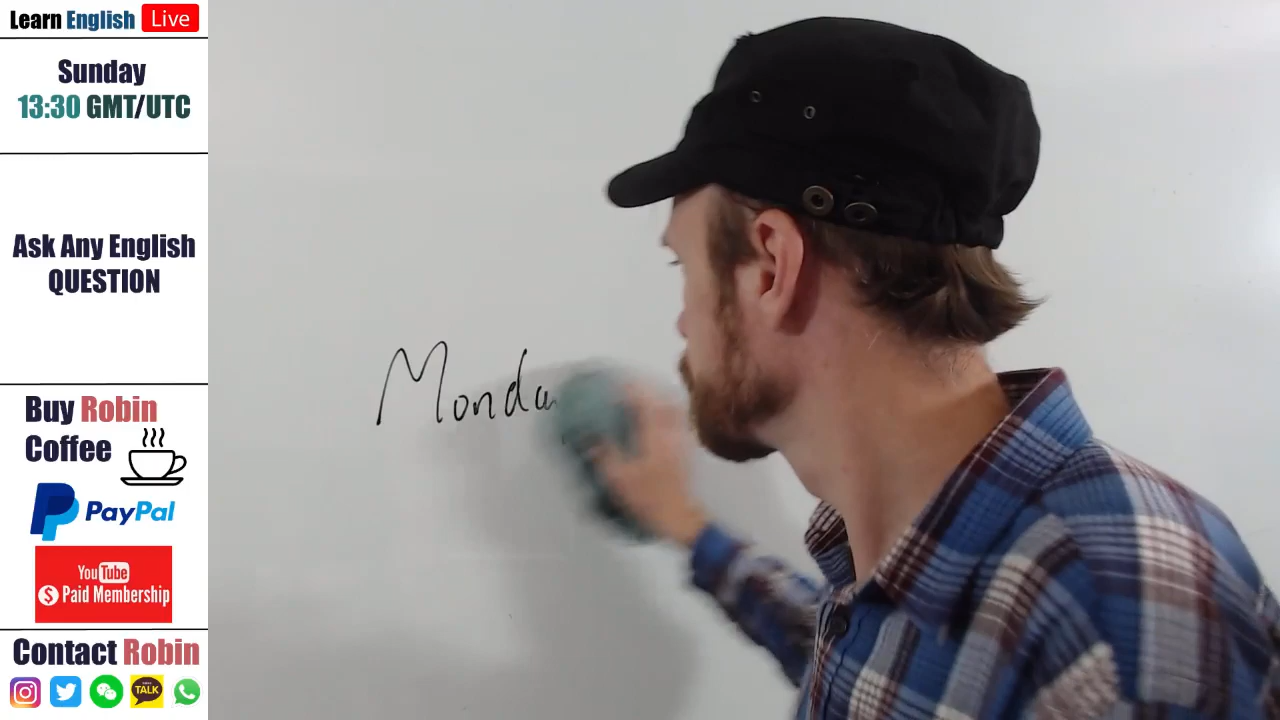 Learn English Live
Sunday
13:30 GMT/UTC
Ask Any English
QUESTION
Buy Robin
Coffee
PayPal
YouTube
$ Paid Membership
Contact Robin
TALK
Monda